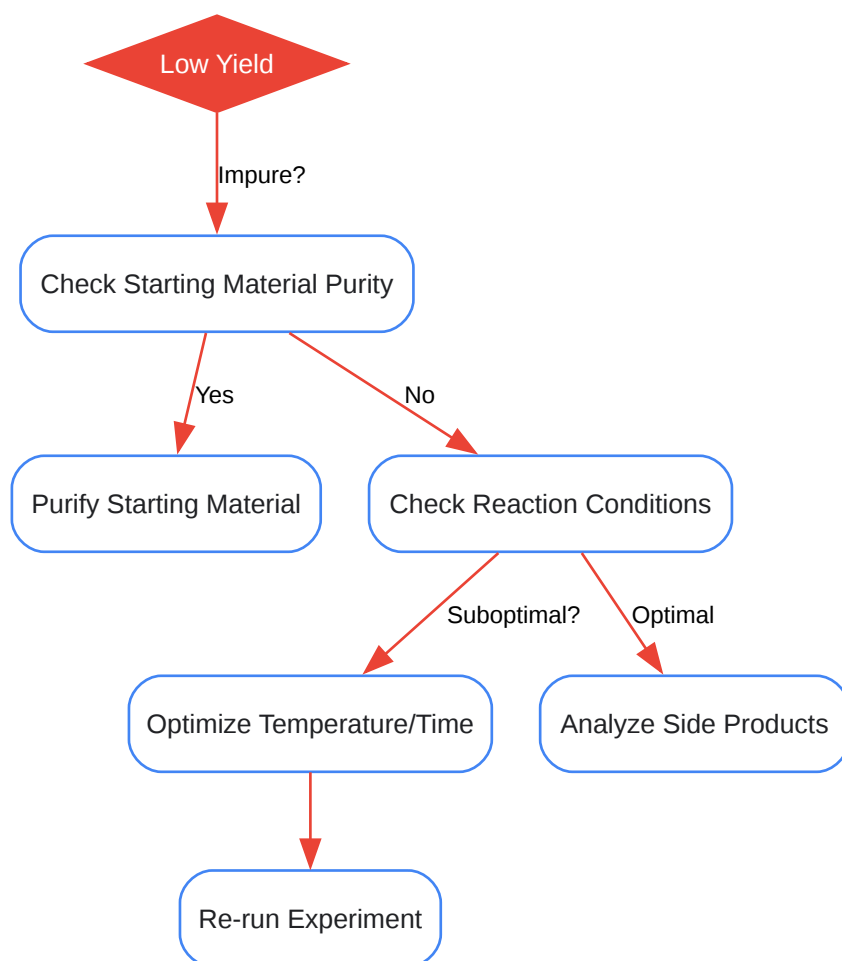 Low Yield
Impure?
Check Starting Material Purity
Yes
No
Purify Starting Material
Check Reaction Conditions
Suboptimal?
Optimal
Optimize Temperature/Time
Analyze Side Products
Re-run Experiment